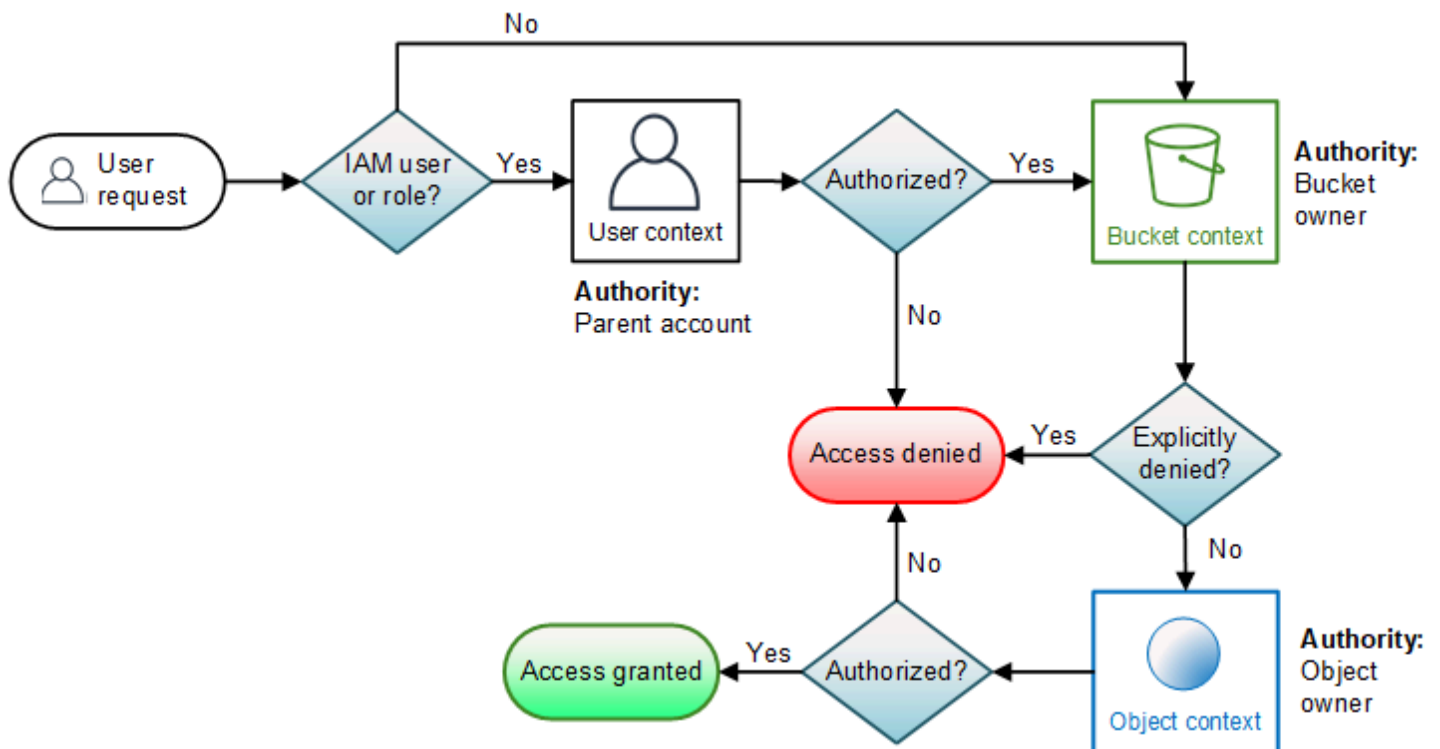 No
User
request
IAM user
or role?
Yes
User context
Authority:
Parent account
Authorized?
Yes
No
Bucket context
Authority:
Bucket
owner
Access denied
Yes
Explicitly
denied?
No
No
Access granted
Yes
Authorized?
Object context
Authority:
Object
owner